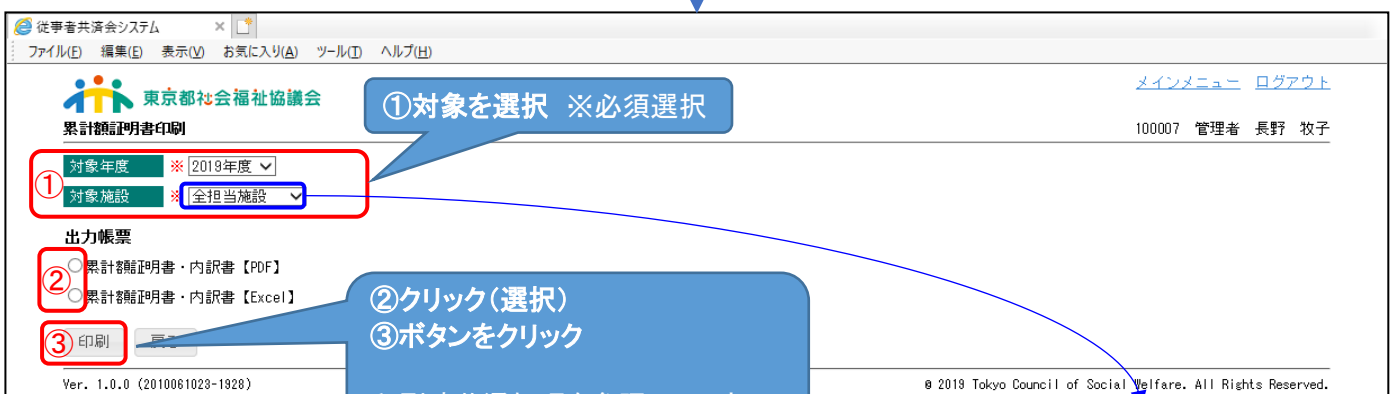 従事者共済会システム
ファイル(F) 編集(E) 表示(V) お気に入り(A) ツール(T) ヘルプ(H)
東京都社会福祉協議会
メインメニュー ログアウト
①対象を選択 ※必須選択
累計額証明書印刷
100007 管理者 長野 牧子
対象年度 ※ 2019年度
①
対象施設 ※ 全担当施設
出力帳票
累計額証明書・内訳書【PDF】
②
累計額証明書・内訳書【Excel】
②クリック(選択)
③ボタンをクリック
③ 印刷
Ver. 1.0.0 (2010061023-1928)
© 2019 Tokyo Council of Social Welfare. All Rights Reserved.